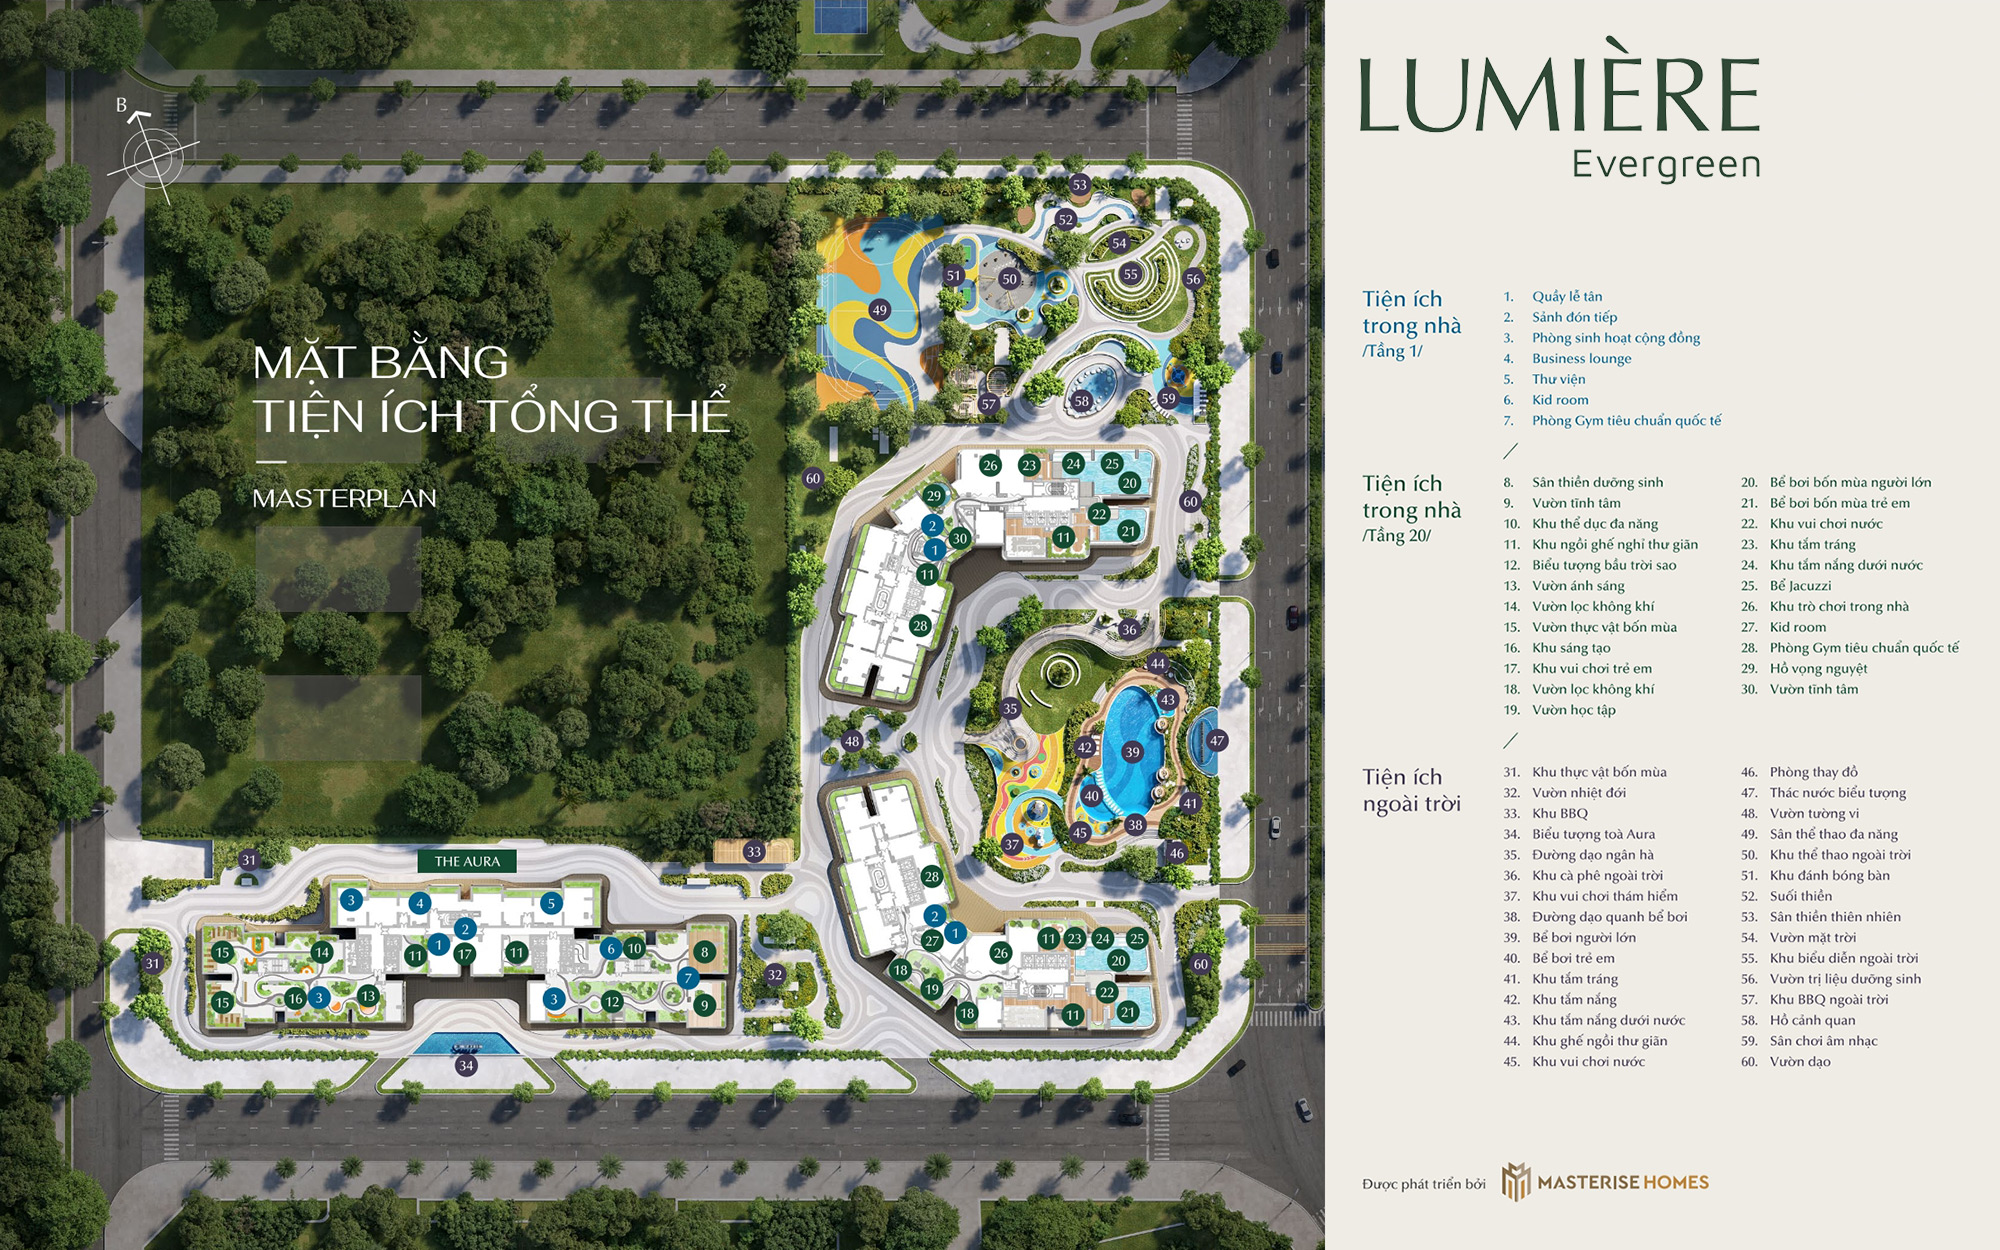 B
MẶT BẰNG
TIỆN ÍCH TỔNG THỂ
MASTERPLAN
THE AURA
53
52
54
51
50
55
56
49
57
58
59
60
26
23
24
25
20
29
2
22
60
30
1
11
21
11
28
36
44
35
43
48
42
39
47
40
41
45
38
37
46
33
31
28
3
4
5
2
2
1
27
11
23
24
25
15
14
11
1
17
11
6
10
8
26
20
31
18
32
7
60
15
16
3
13
3
12
9
19
22
18
11
21
34
LUMIÈRE
Evergreen
Tiện ích
trong nhà
/Tầng 1/
1. Quầy lễ tân
2. Sảnh đón tiếp
3. Phòng sinh hoạt cộng đồng
4. Business lounge
5. Thư viện
6. Kid room
7. Phòng Gym tiêu chuẩn quốc tế
Tiện ích
trong nhà
/Tầng 20/
8. Sân thiền dưỡng sinh
9. Vườn tĩnh tâm
10. Khu thể dục đa năng
11. Khu ngồi ghế nghỉ thư giãn
12. Biểu tượng bầu trời sao
13. Vườn ánh sáng
14. Vườn lọc không khí
15. Vườn thực vật bốn mùa
16. Khu sáng tạo
17. Khu vui chơi trẻ em
18. Vườn lọc không khí
19. Vườn học tập
20. Bể bơi bốn mùa người lớn
21. Bể bơi bốn mùa trẻ em
22. Khu vui chơi nước
23. Khu tắm tráng
24. Khu tắm nắng dưới nước
25. Bể Jacuzzi
26. Khu trò chơi trong nhà
27. Kid room
28. Phòng Gym tiêu chuẩn quốc tế
29. Hồ vọng nguyệt
30. Vườn tĩnh tâm
Tiện ích
ngoài trời
31. Khu thực vật bốn mùa
32. Vườn nhiệt đới
33. Khu BBQ
34. Biểu tượng toà Aura
35. Đường dạo ngân hà
36. Khu cà phê ngoài trời
37. Khu vui chơi thám hiểm
38. Đường dạo quanh bể bơi
39. Bể bơi người lớn
40. Bể bơi trẻ em
41. Khu tắm tráng
42. Khu tắm nắng
43. Khu tắm nắng dưới nước
44. Khu ghế ngồi thư giãn
45. Khu vui chơi nước
46. Phòng thay đồ
47. Thác nước biểu tượng
48. Vườn tường vi
49. Sân thể thao đa năng
50. Khu thể thao ngoài trời
51. Khu đánh bóng bàn
52. Suối thiền
53. Sân thiền thiên nhiên
54. Vườn mặt trời
55. Khu biểu diễn ngoài trời
56. Vườn trị liệu dưỡng sinh
57. Khu BBQ ngoài trời
58. Hồ cảnh quan
59. Sân chơi âm nhạc
60. Vườn dạo
Được phát triển bởi MASTERISE HOMES